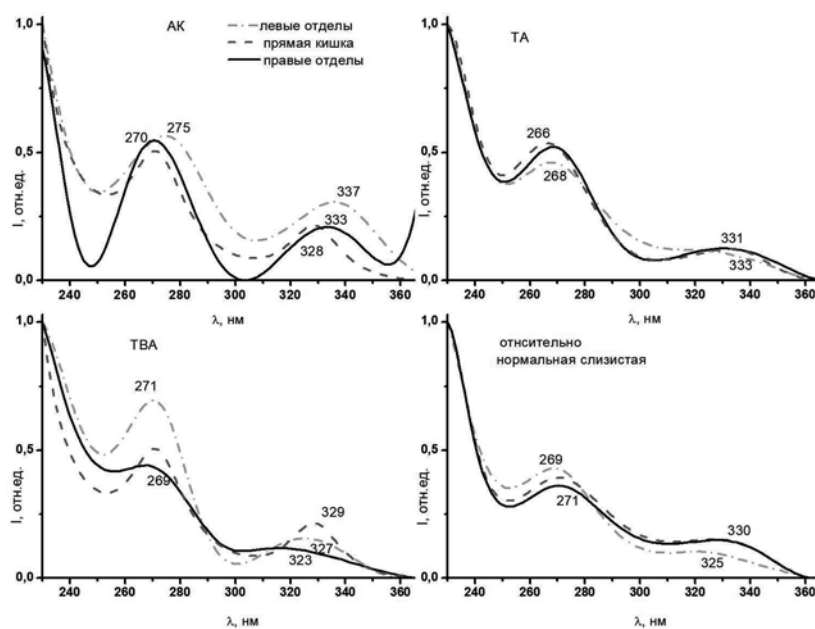 АК
левые отделы
прямая кишка
правые отделы
1,0
0,5
0,0
I, отн.ед.
270
275
337
333
328
240 260 280 300 320 340 360
λ, нм
ТА
1,0
0,5
0,0
I, отн.ед.
266
268
331
333
240 260 280 300 320 340 360
λ, нм
ТВА
1,0
0,5
0,0
I, отн.ед.
271
269
329
327
323
240 260 280 300 320 340 360
λ, нм
отнсительно
нормальная слизистая
1,0
0,5
0,0
I, отн.ед.
269
271
330
325
240 260 280 300 320 340 360
λ, нм